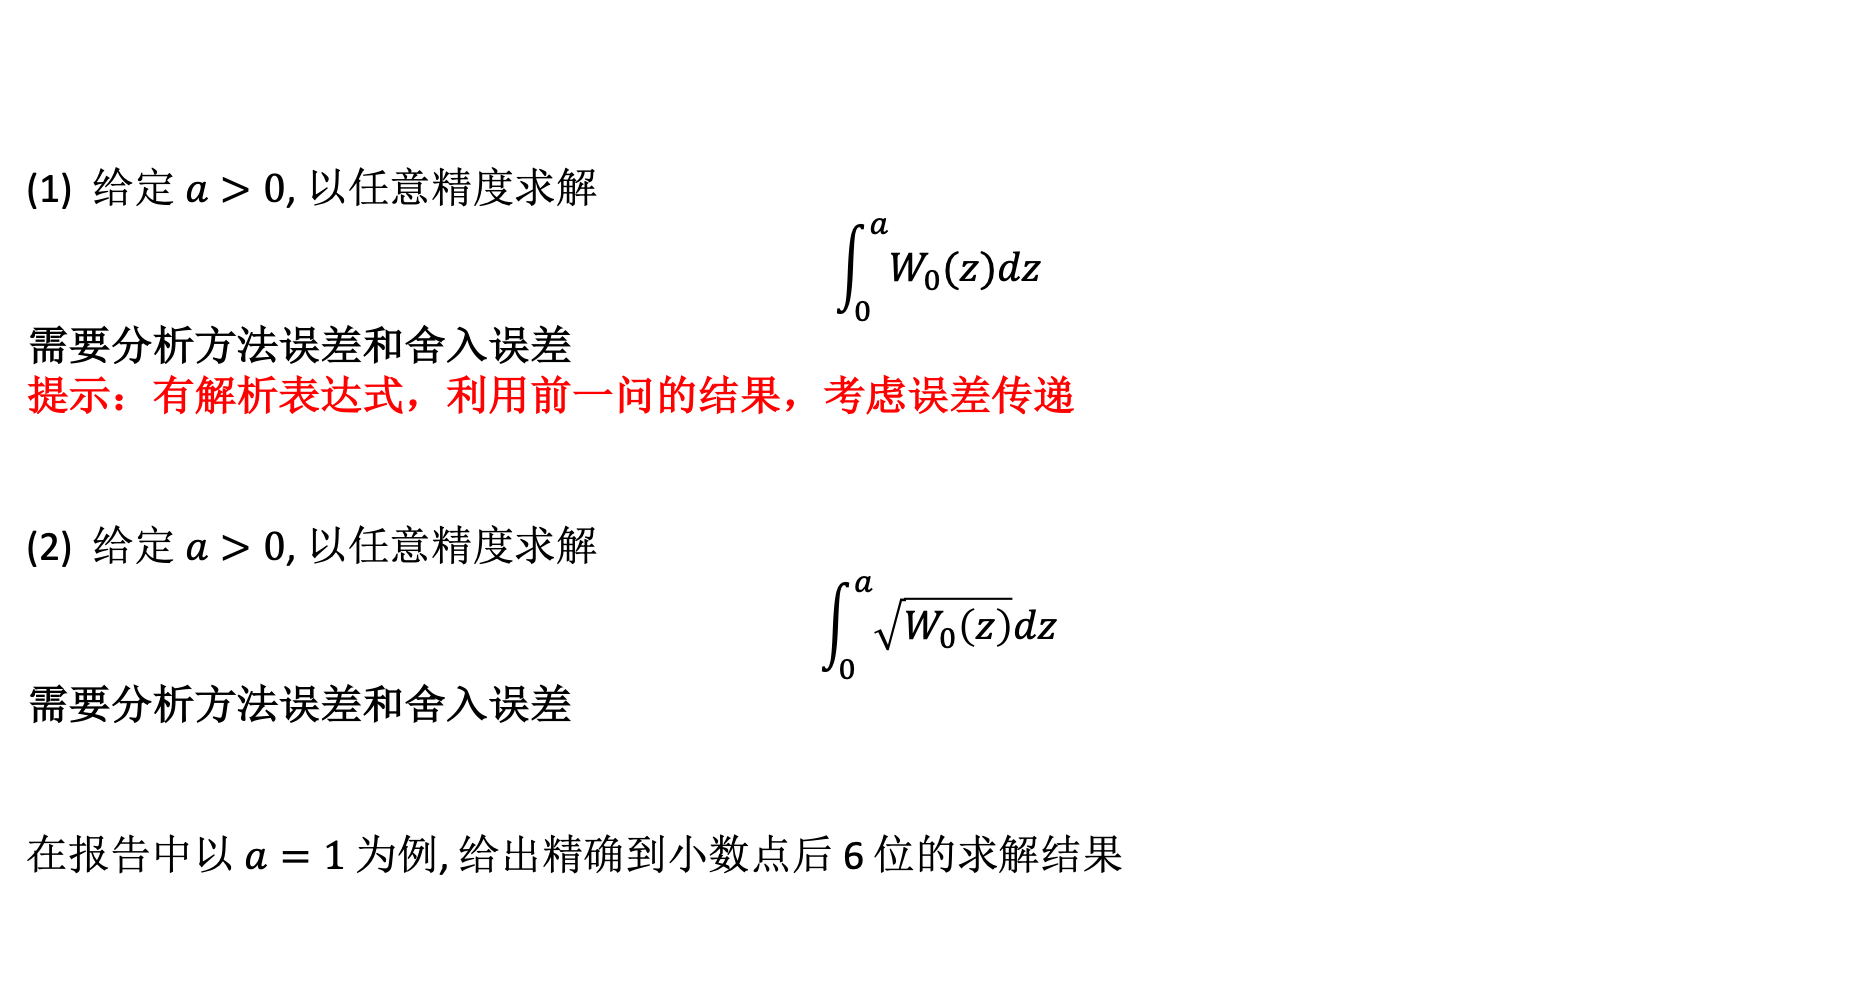 (1) 给定 a > 0, 以任意精度求解
∫₀ᵃ W₀(z)dz
需要分析方法误差和舍入误差
提示：有解析表达式，利用前一问的结果，考虑误差传递
(2) 给定 a > 0, 以任意精度求解
∫₀ᵃ √W₀(z)dz
需要分析方法误差和舍入误差
在报告中以 a = 1 为例, 给出精确到小数点后 6 位的求解结果